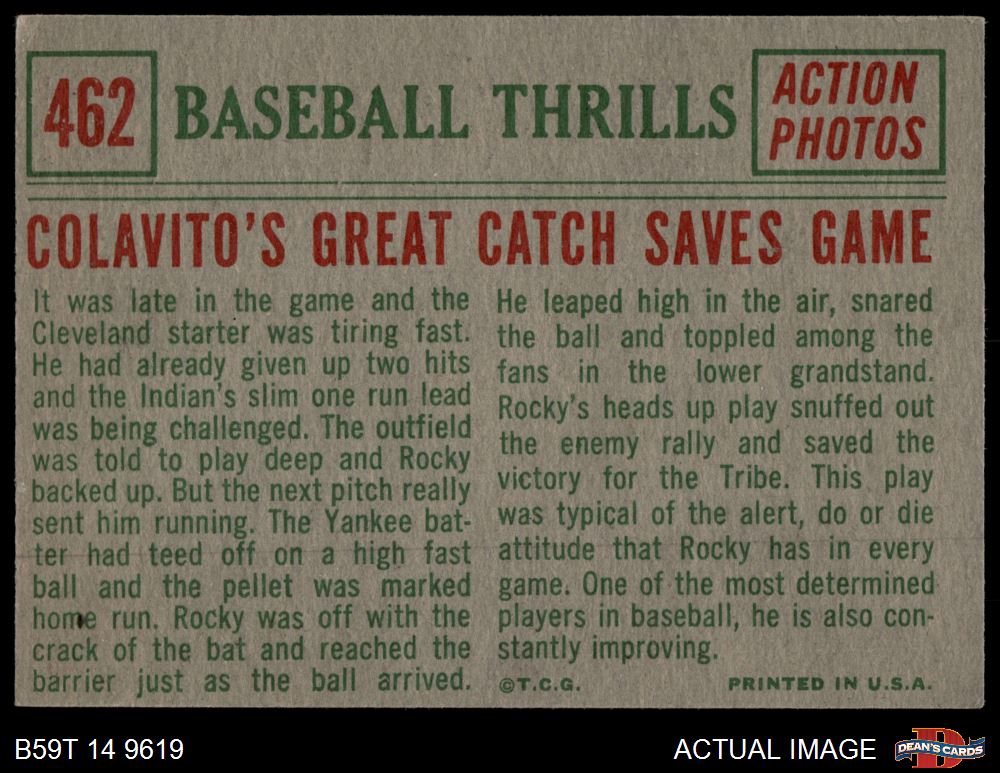 462
BASEBALL THRILLS
ACTION
PHOTOS
COLAVITO'S GREAT CATCH SAVES GAME
It was late in the game and the
Cleveland starter was tiring fast.
He had already given up two hits
and the Indian's slim one run lead
was being challenged. The outfield
was told to play deep and Rocky
backed up. But the next pitch really
sent him running. The Yankee bat-
ter had teed off on a high fast
ball and the pellet was marked
home run. Rocky was off with the
crack of the bat and reached the
barrier just as the ball arrived.
He leaped high in the air, snared
the ball and toppled among the
fans in the lower grandstand.
Rocky's heads up play snuffed out
the enemy rally and saved the
victory for the Tribe. This play
was typical of the alert, do or die
attitude that Rocky has in every
game. One of the most determined
players in baseball, he is also con-
stantly improving.
©T.C.G.
PRINTED IN U.S.A.
B59T 14 9619
ACTUAL IMAGE
D
DEAN'S CARDS